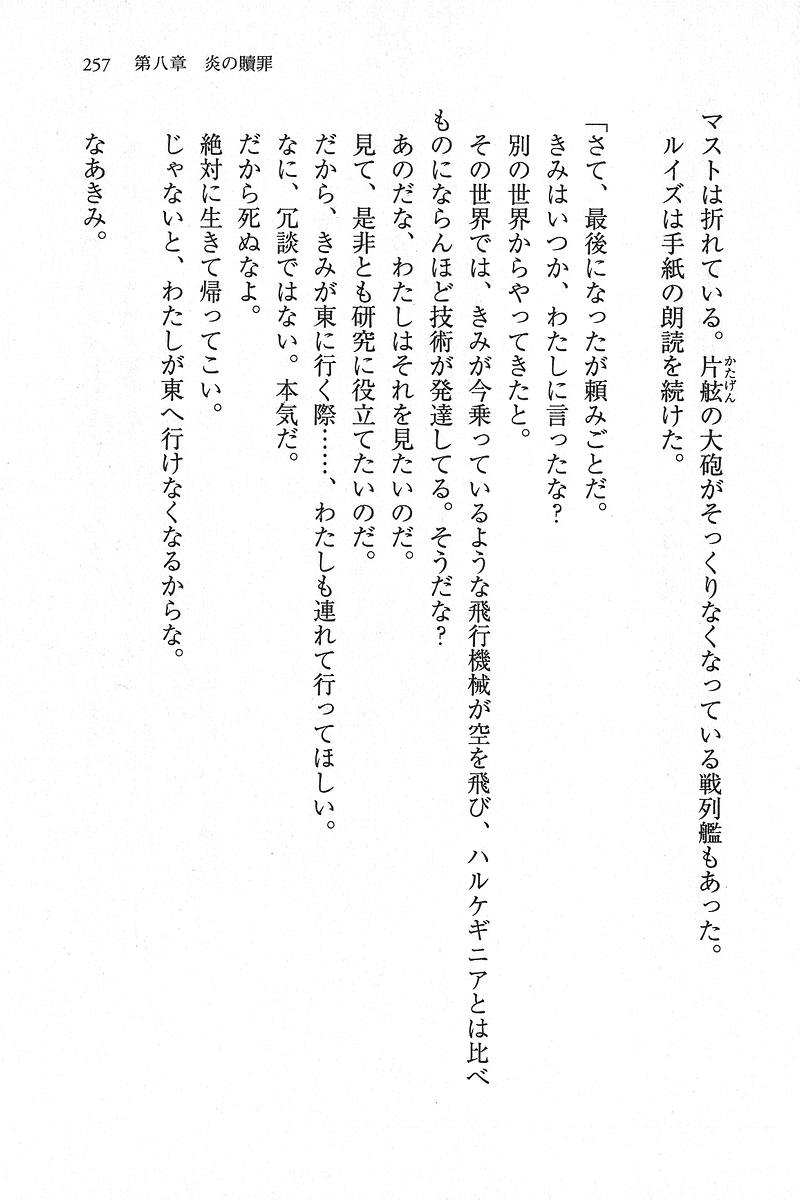 257 第八章 炎の贖罪
マストは折れている。片舷の大砲がそっくりなくなっている戦列艦もあった。
かたげん
ルイズは手紙の朗読を続けた。
「さて、最後になったが頼みごとだ。
きみはいつか、わたしに言ったな？
別の世界からやってきたと。
その世界では、きみが今乗っているような飛行機械が空を飛び、ハルケギニアとは比べ
ものにならんほど技術が発達してる。そうだな？
あのだな、わたしはそれを見たいのだ。
見て、是非とも研究に役立てたいのだ。
だから、きみが東に行く際……、わたしも連れて行ってほしい。
なに、冗談ではない。本気だ。
だから死ぬなよ。
絶対に生きて帰ってこい。
じゃないと、わたしが東へ行けなくなるからな。
なあきみ。